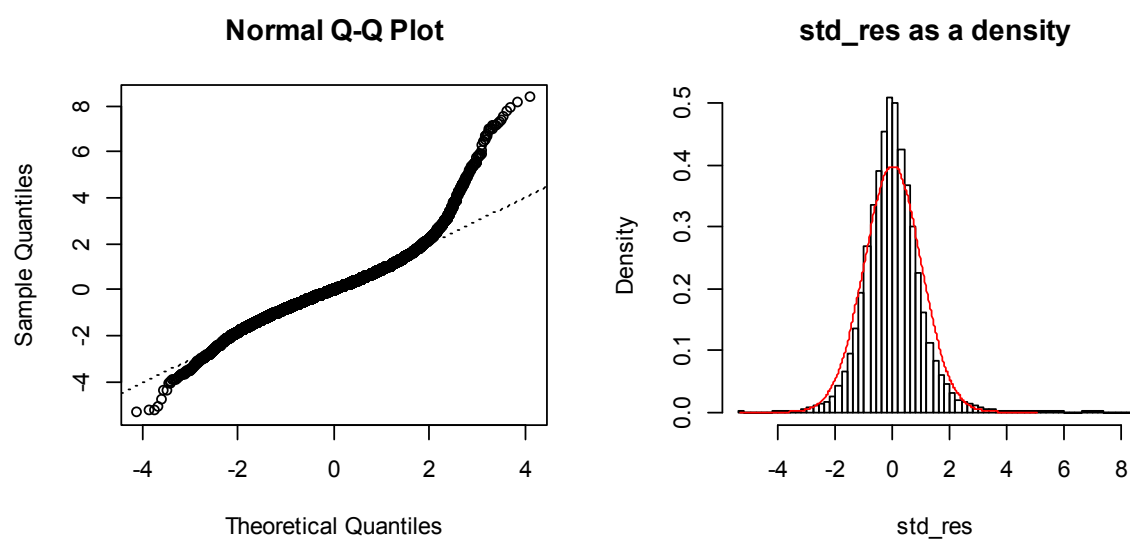 Normal Q-Q Plot
Sample Quantiles
8
6
4
2
0
-2
-4
-4 -2 0 2 4
Theoretical Quantiles
std_res as a density
Density
0.5
0.4
0.3
0.2
0.1
0.0
-4 -2 0 2 4 6 8
std_res